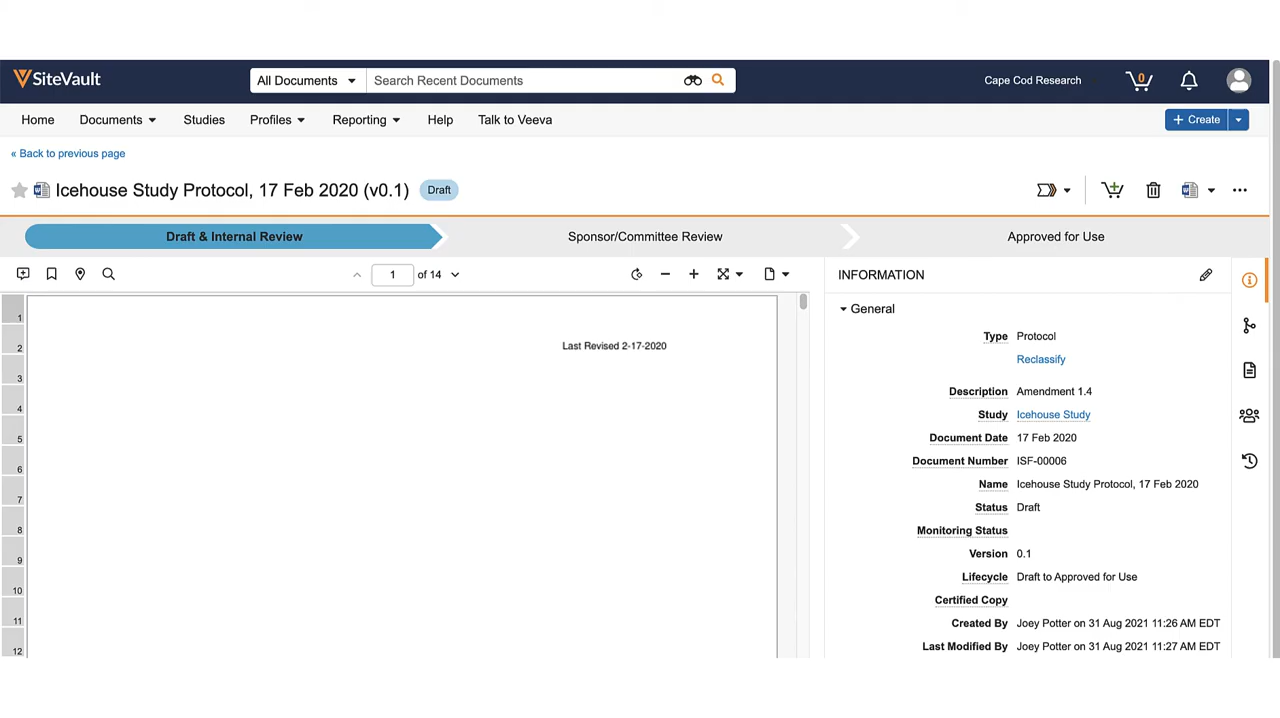 SiteVault
All Documents
Search Recent Documents
Cape Cod Research
0
Home
Documents
Studies
Profiles
Reporting
Help
Talk to Veeva
+ Create
« Back to previous page
Icehouse Study Protocol, 17 Feb 2020 (v0.1)
Draft
Draft & Internal Review
Sponsor/Committee Review
Approved for Use
1 of 14
INFORMATION
General
Last Revised 2-17-2020
1
2
3
4
5
6
7
8
9
10
11
12
Type Protocol
Reclassify
Description Amendment 1.4
Study Icehouse Study
Document Date 17 Feb 2020
Document Number ISF-00006
Name Icehouse Study Protocol, 17 Feb 2020
Status Draft
Monitoring Status
Version 0.1
Lifecycle Draft to Approved for Use
Certified Copy
Created By Joey Potter on 31 Aug 2021 11:26 AM EDT
Last Modified By Joey Potter on 31 Aug 2021 11:27 AM EDT